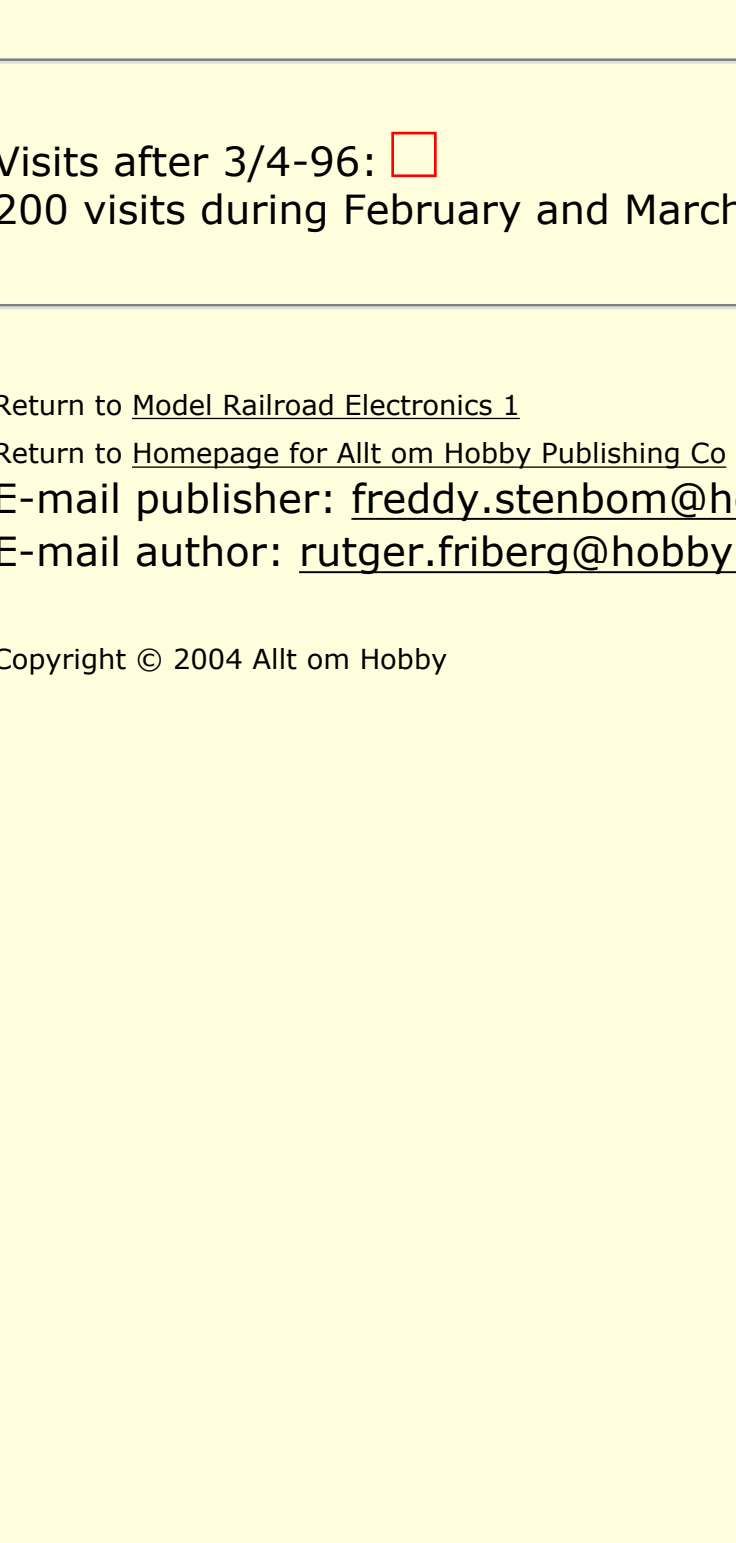 Visits after 3/4-96:
200 visits during February and March
Return to Model Railroad Electronics 1
Return to Homepage for Allt om Hobby Publishing Co
E-mail publisher: freddy.stenbom@h
E-mail author: rutger.friberg@hobby
Copyright © 2004 Allt om Hobby